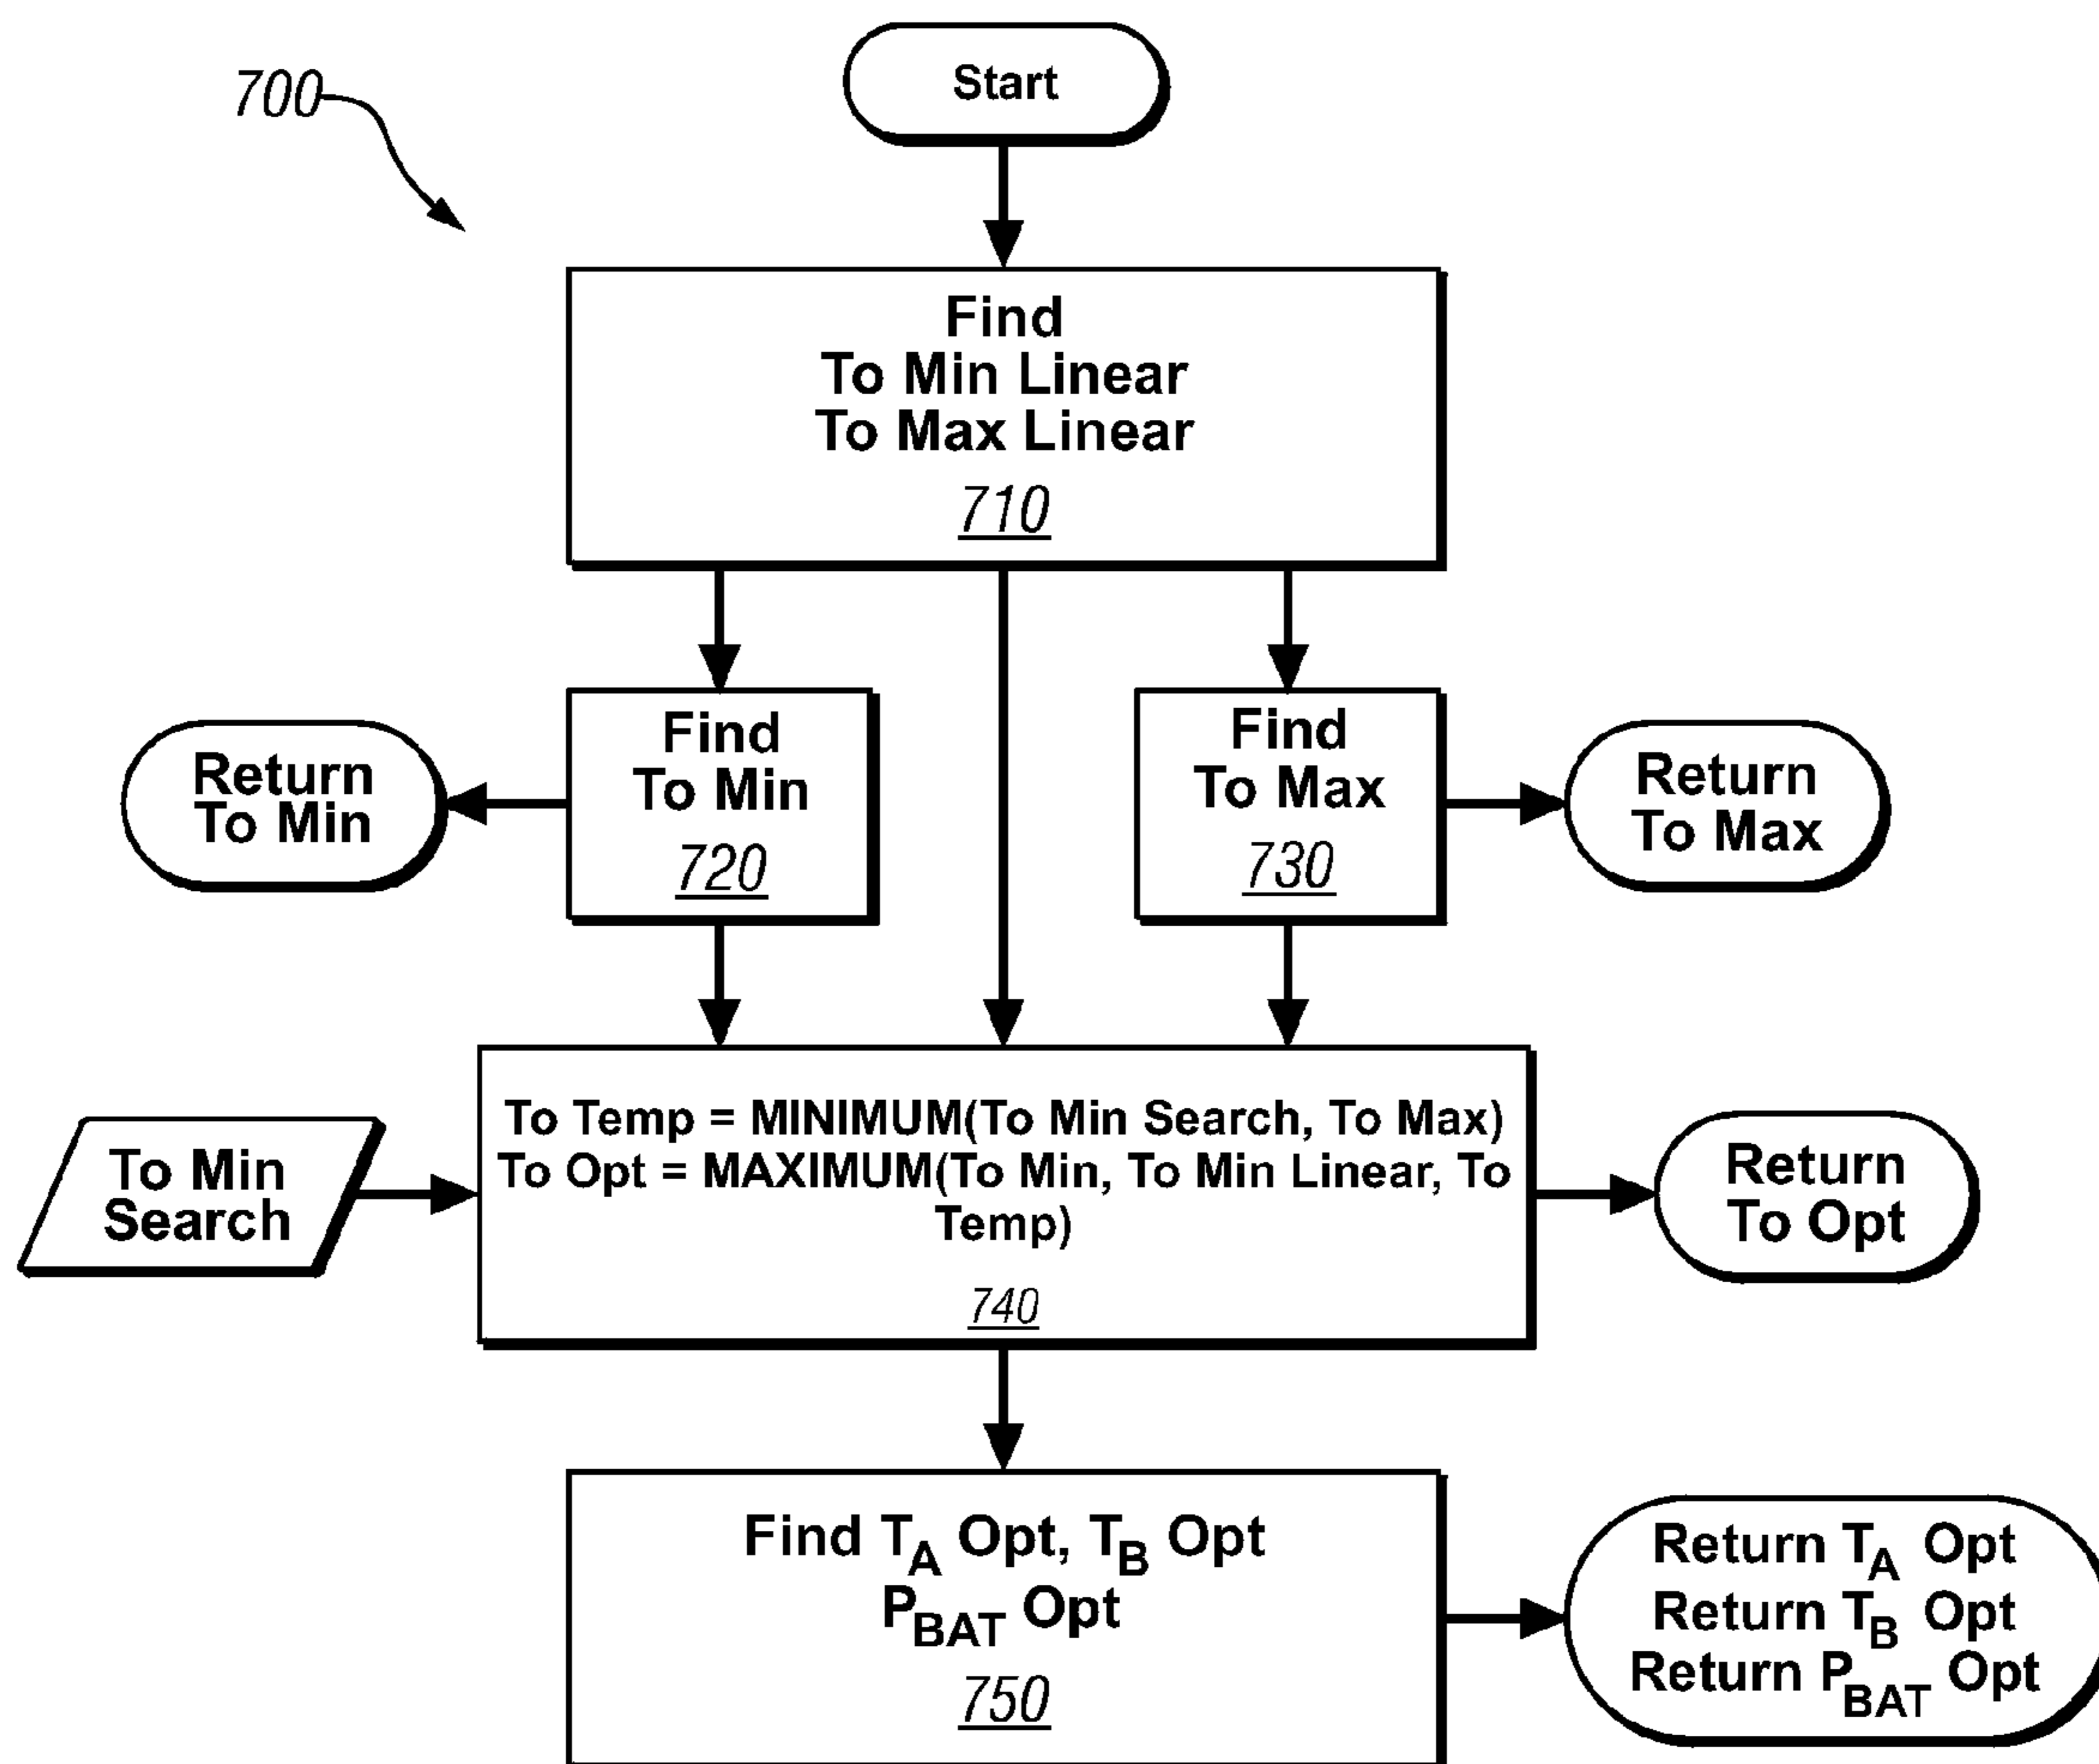 700
Start
Find
To Min Linear
To Max Linear
710
Find
To Min
720
Find
To Max
730
Return
To Min
Return
To Max
To Min
Search
To Temp = MINIMUM(To Min Search, To Max)
To Opt = MAXIMUM(To Min, To Min Linear, To
Temp)
740
Return
To Opt
Find TA Opt, TB Opt
PBAT Opt
750
Return TA Opt
Return TB Opt
Return PBAT Opt